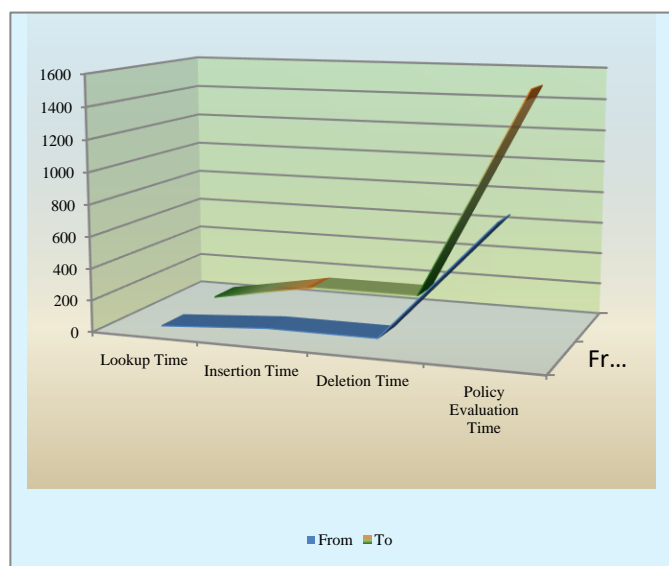 1600
1400
1200
1000
800
600
400
200
0
Lookup Time
Insertion Time
Deletion Time
Policy
Evaluation
Time
Fr...
From
To